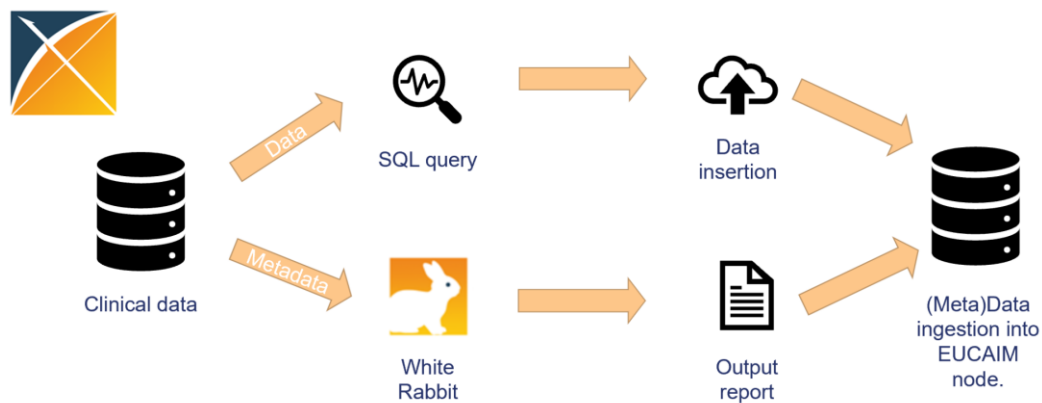 Data
SQL query
Data
insertion
Metadata
Clinical data
White
Rabbit
Output
report
(Meta)Data
ingestion into
EUCAIM
node.